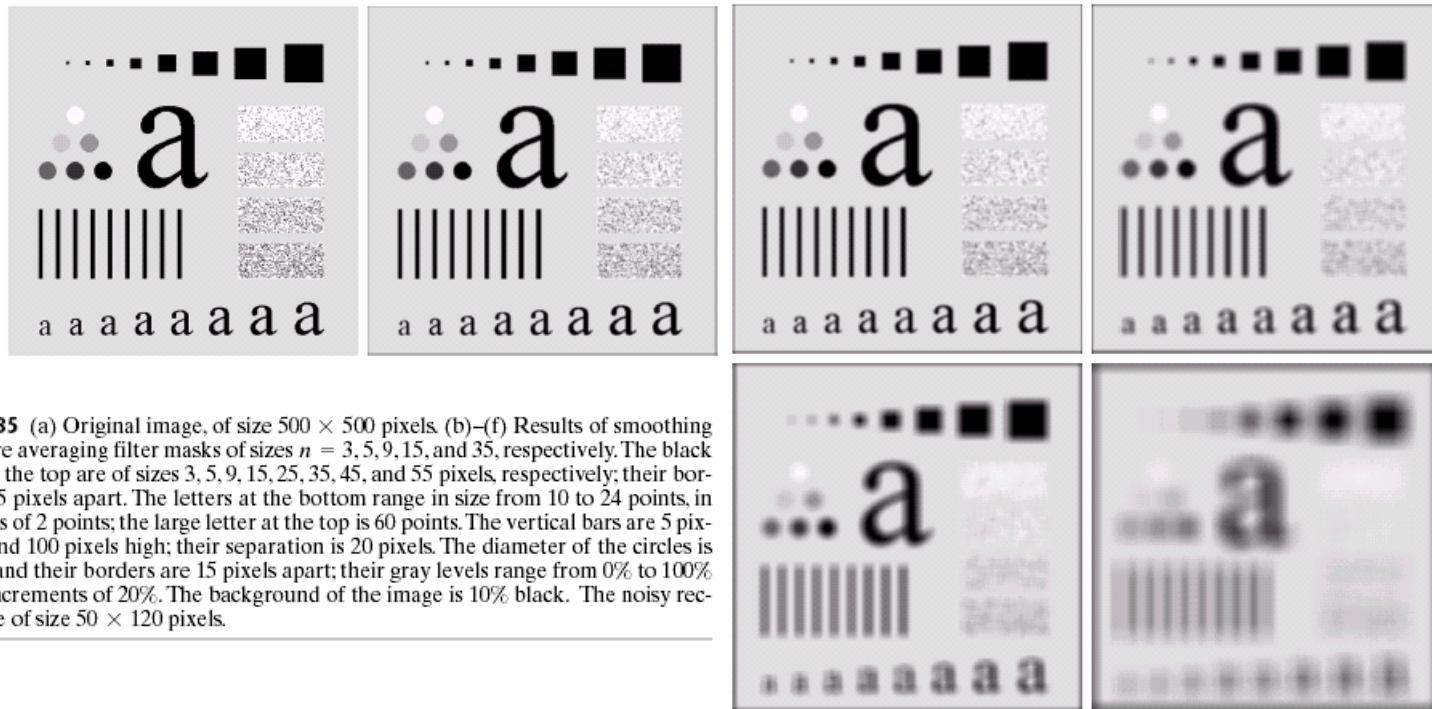 a a a a
a a a a a a a a
a a a a a a a a
a a a a a a a a
a a a a a a a a
35 (a) Original image, of size 500 × 500 pixels. (b)–(f) Results of smoothing
averaging filter masks of sizes n = 3, 5, 9, 15, and 35, respectively. The black
the top are of sizes 3, 5, 9, 15, 25, 35, 45, and 55 pixels, respectively; their bor-
5 pixels apart. The letters at the bottom range in size from 10 to 24 points, in
s of 2 points; the large letter at the top is 60 points. The vertical bars are 5 pix-
nd 100 pixels high; their separation is 20 pixels. The diameter of the circles is
and their borders are 15 pixels apart; their gray levels range from 0% to 100%
crements of 20%. The background of the image is 10% black. The noisy rec-
e of size 50 × 120 pixels.
a a
a a a a a a a a